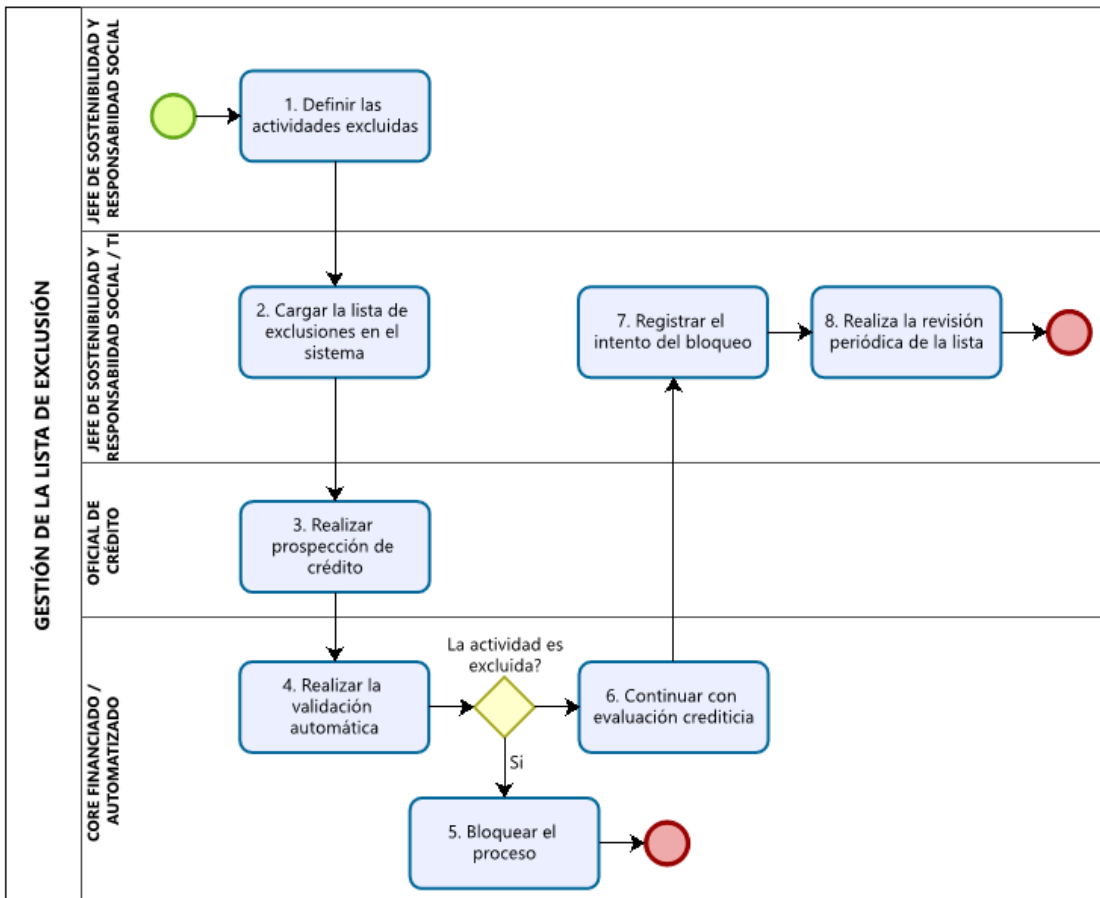 GESTIÓN DE LA LISTA DE EXCLUSIÓN
JEFE DE SOSTENIBILIDAD Y
RESPONSABIIDAD SOCIAL
1. Definir las
actividades excluidas
JEFE DE SOSTENIBILIDAD Y
RESPONSABIIDAD SOCIAL / TI
2. Cargar la lista de
exclusiones en el
sistema
7. Registrar el
intento del bloqueo
8. Realiza la revisión
periódica de la lista
OFICIAL DE
CRÉDITO
3. Realizar
prospección de
crédito
CORE FINANCIADO /
AUTOMATIZADO
4. Realizar la
validación
automática
La actividad es
excluida?
6. Continuar con
evaluación crediticia
Si
5. Bloquear el
proceso